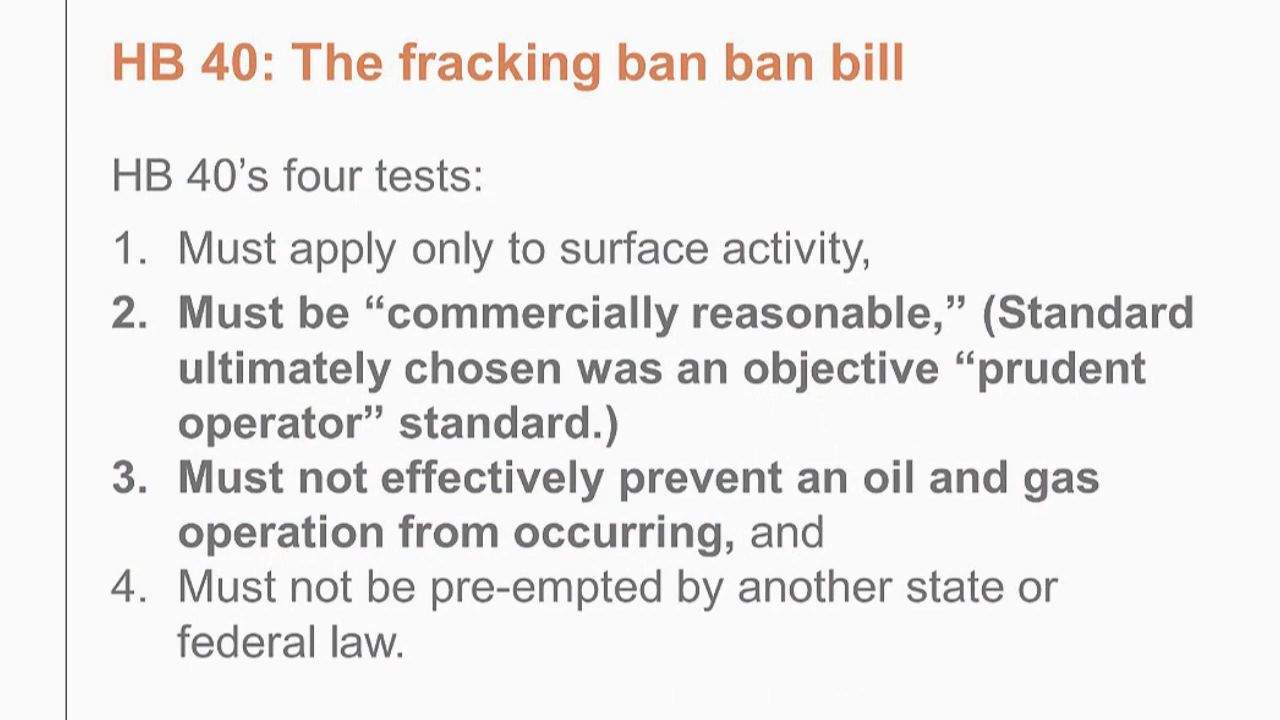 HB 40: The fracking ban ban bill
HB 40’s four tests:
1. Must apply only to surface activity,
2. Must be “commercially reasonable,” (Standard
ultimately chosen was an objective “prudent
operator” standard.)
3. Must not effectively prevent an oil and gas
operation from occurring, and
4. Must not be pre-empted by another state or
federal law.